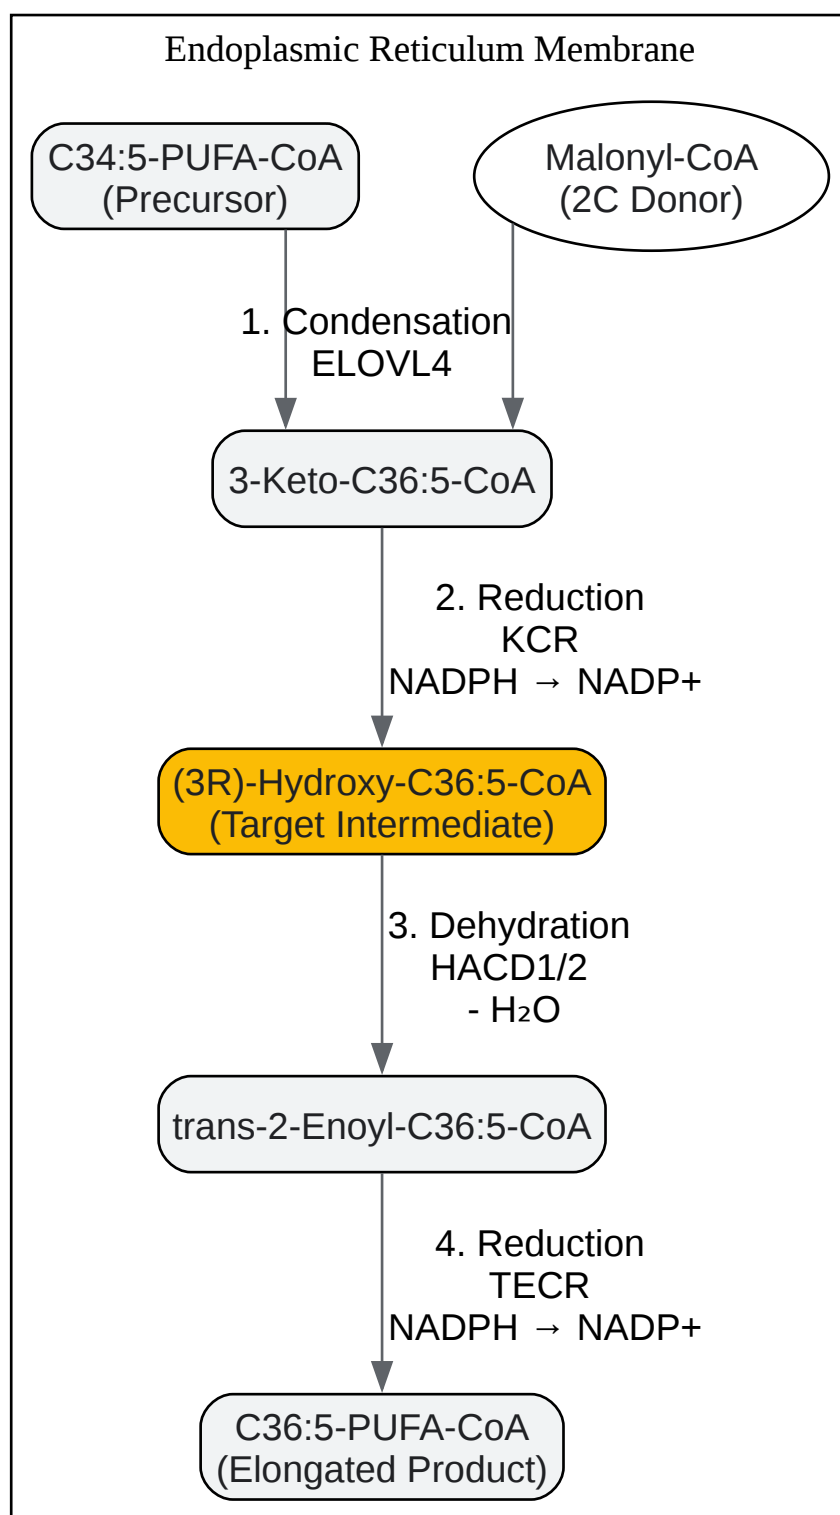 Endoplasmic Reticulum Membrane
C34:5-PUFA-CoA
(Precursor)
Malonyl-CoA
(2C Donor)
1. Condensation
ELOVL4
3-Keto-C36:5-CoA
2. Reduction
KCR
NADPH → NADP+
(3R)-Hydroxy-C36:5-CoA
(Target Intermediate)
3. Dehydration
HACD1/2
- H₂O
trans-2-Enoyl-C36:5-CoA
4. Reduction
TECR
NADPH → NADP+
C36:5-PUFA-CoA
(Elongated Product)